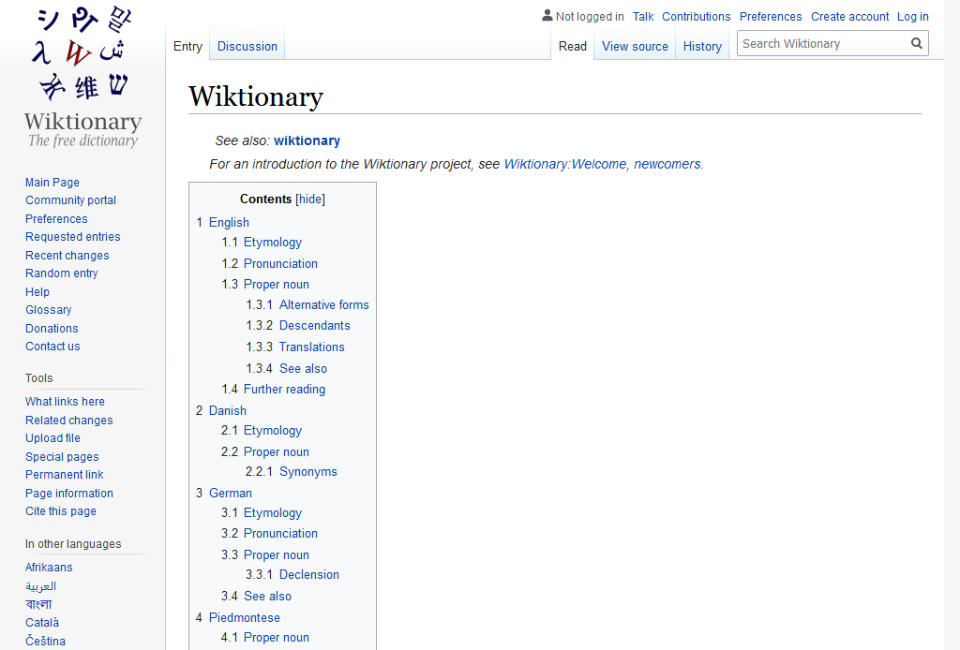 シ
말
λ
W
ش
维
ש
Wiktionary
The free dictionary
Not logged in Talk Contributions Preferences Create account Log in
Entry Discussion Read View source History Search Wiktionary
Wiktionary
See also: wiktionary
For an introduction to the Wiktionary project, see Wiktionary:Welcome, newcomers.
Contents [hide]
1 English
1.1 Etymology
1.2 Pronunciation
1.3 Proper noun
1.3.1 Alternative forms
1.3.2 Descendants
1.3.3 Translations
1.3.4 See also
1.4 Further reading
2 Danish
2.1 Etymology
2.2 Proper noun
2.2.1 Synonyms
3 German
3.1 Etymology
3.2 Pronunciation
3.3 Proper noun
3.3.1 Declension
3.4 See also
4 Piedmontese
4.1 Proper noun
Main Page
Community portal
Preferences
Requested entries
Recent changes
Random entry
Help
Glossary
Donations
Contact us
Tools
What links here
Related changes
Upload file
Special pages
Permanent link
Page information
Cite this page
In other languages
Afrikaans
العربية
বাংলা
Català
Čeština